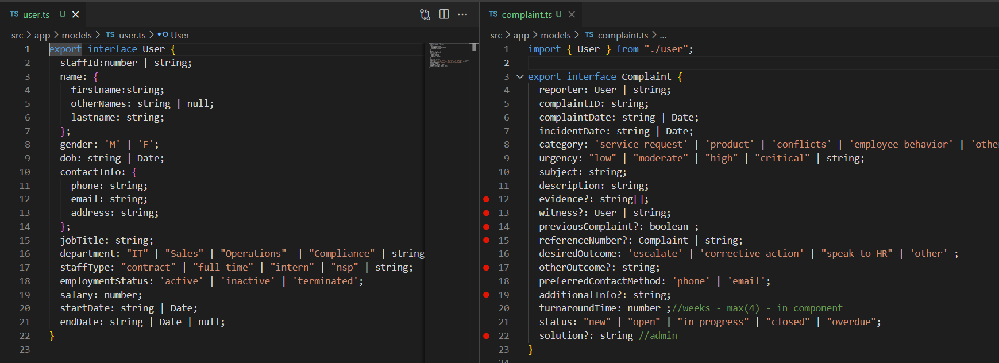 TS user.ts U
src > app > models > TS user.ts > User
1 export interface User {
2 staffId:number | string;
3 name: {
4 firstname:string;
5 otherNames: string | null;
6 lastname: string;
7 };
8 gender: 'M' | 'F';
9 dob: string | Date;
10 contactInfo: {
11 phone: string;
12 email: string;
13 address: string;
14 };
15 jobTitle: string;
16 department: "IT" | "Sales" | "Operations"  | "Compliance" | string
17 staffType: "contract" | "full time" | "intern" | "nsp" | string;
18 employmentStatus: 'active' | 'inactive' | 'terminated';
19 salary: number;
20 startDate: string | Date;
21 endDate: string | Date | null;
22 }
23
TS complaint.ts U
src > app > models > TS complaint.ts > ...
1 import { User } from "./user";
2
3 export interface Complaint {
4 reporter: User | string;
5 complaintID: string;
6 complaintDate: string | Date;
7 incidentDate: string | Date;
8 category: 'service request' | 'product' | 'conflicts' | 'employee behavior' | 'othe
9 urgency: "low" | "moderate" | "high" | "critical" | string;
10 subject: string;
11 description: string;
12 evidence?: string[];
13 witness?: User | string;
14 previousComplaint?: boolean ;
15 referenceNumber?: Complaint | string;
16 desiredOutcome: 'escalate' | 'corrective action' | "speak to HR" | 'other' ;
17 otherOutcome?: string;
18 preferredContactMethod: 'phone' | 'email';
19 additionalInfo?: string;
20 turnaroundTime: number ;//weeks - max(4) - in component
21 status: "new" | "open" | "in progress" | "closed" | "overdue";
22 solution?: string //admin
23 }
24